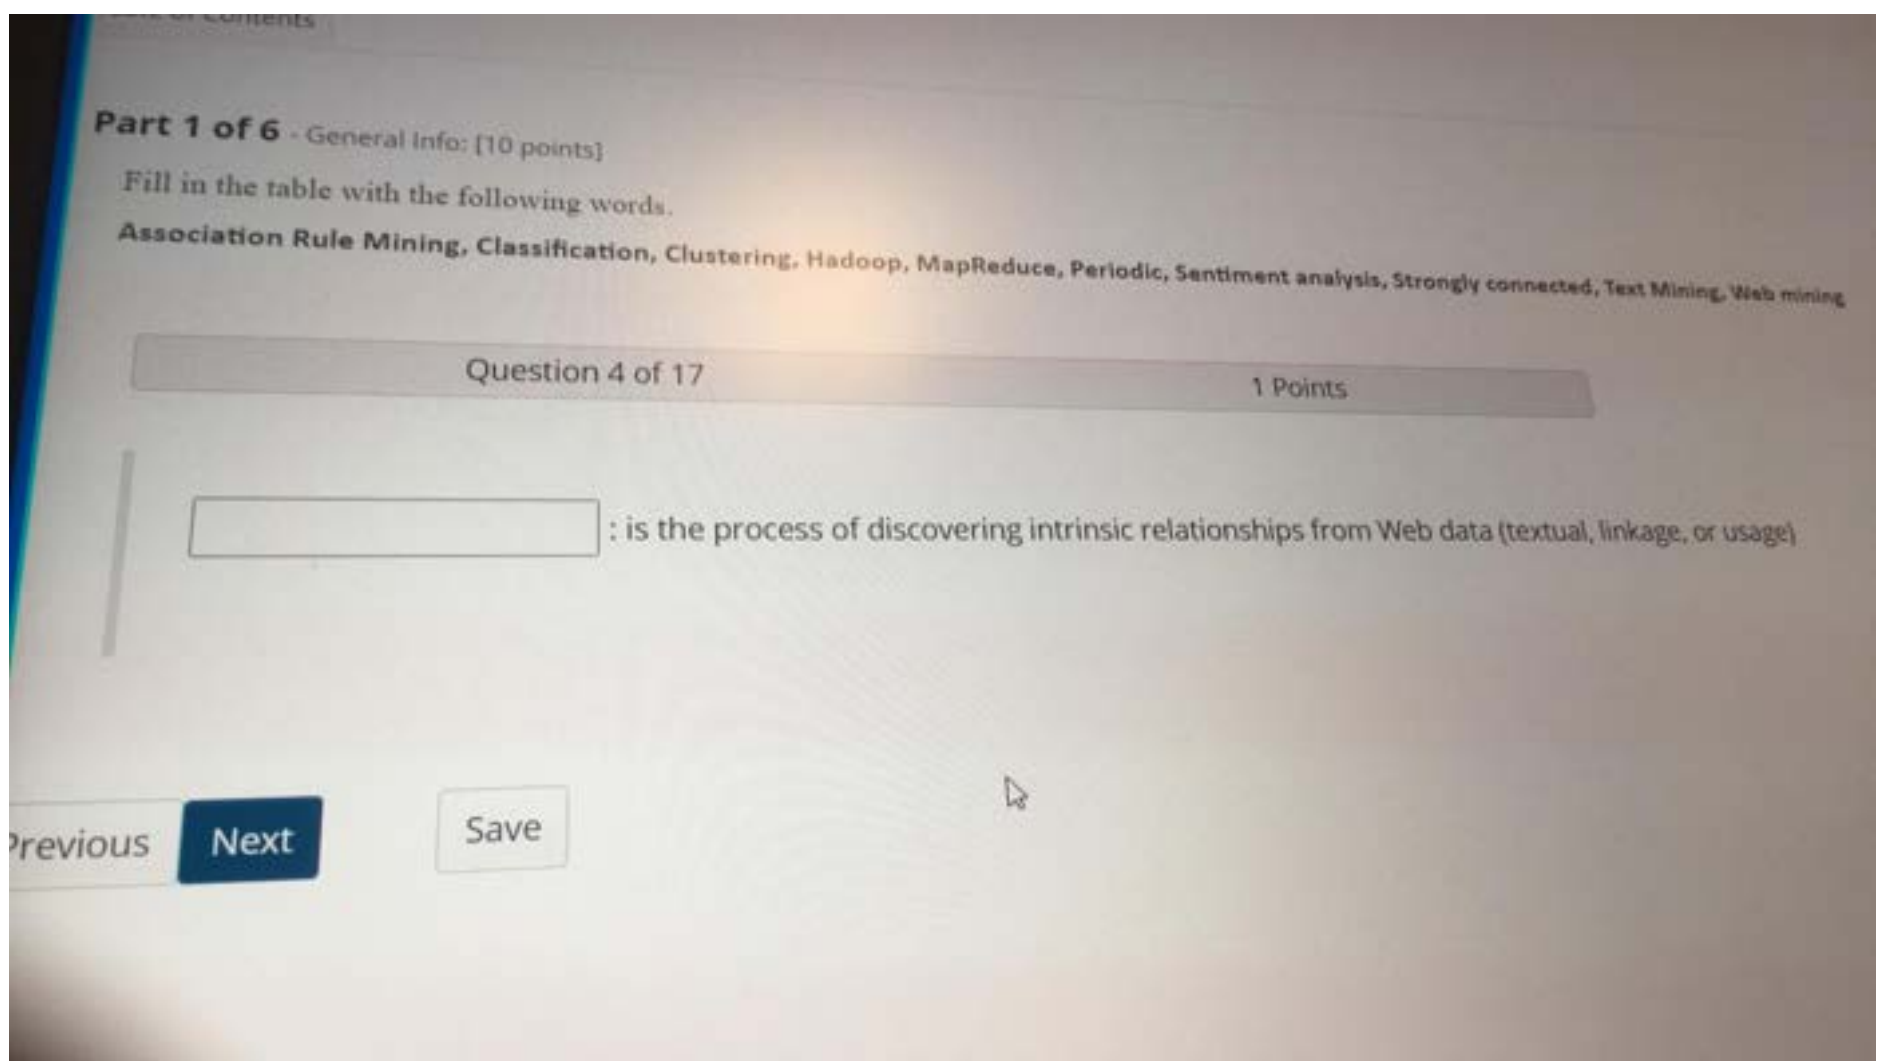 Contents
Part 1 of 6 - General Info: [10 points]
Fill in the table with the following words.
Association Rule Mining, Classification, Clustering, Hadoop, MapReduce, Periodic, Sentiment analysis, Strongly connected, Text Mining, Web mining
Question 4 of 17
1 Points
: is the process of discovering intrinsic relationships from Web data (textual, linkage, or usage)
Previous
Next
Save